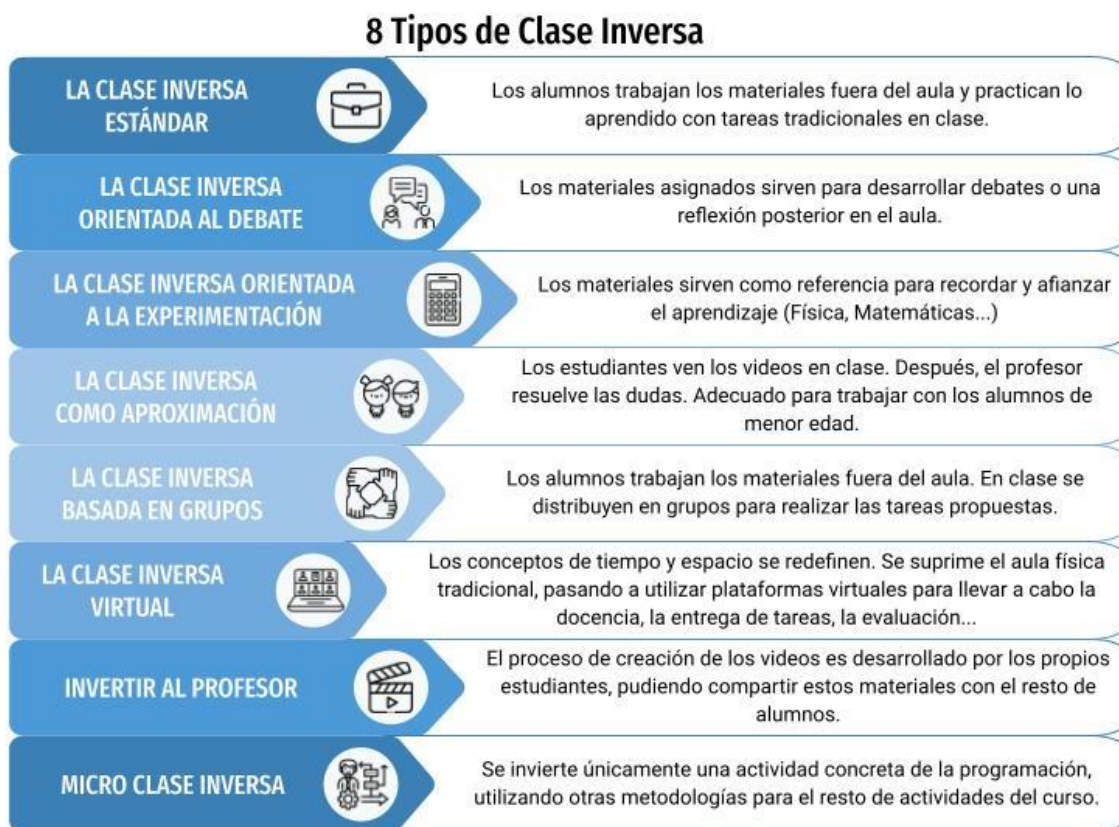 8 Tipos de Clase Inversa
LA CLASE INVERSA
ESTÁNDAR
Los alumnos trabajan los materiales fuera del aula y practican lo
aprendido con tareas tradicionales en clase.
LA CLASE INVERSA
ORIENTADA AL DEBATE
Los materiales asignados sirven para desarrollar debates o una
reflexión posterior en el aula.
LA CLASE INVERSA ORIENTADA
A LA EXPERIMENTACIÓN
Los materiales sirven como referencia para recordar y afianzar
el aprendizaje (Física, Matemáticas...)
LA CLASE INVERSA
COMO APROXIMACIÓN
Los estudiantes ven los videos en clase. Después, el profesor
resuelve las dudas. Adecuado para trabajar con los alumnos de
menor edad.
LA CLASE INVERSA
BASADA EN GRUPOS
Los alumnos trabajan los materiales fuera del aula. En clase se
distribuyen en grupos para realizar las tareas propuestas.
LA CLASE INVERSA
VIRTUAL
Los conceptos de tiempo y espacio se redefinen. Se suprime el aula física
tradicional, pasando a utilizar plataformas virtuales para llevar a cabo la
docencia, la entrega de tareas, la evaluación...
INVERTIR AL PROFESOR
El proceso de creación de los videos es desarrollado por los propios
estudiantes, pudiendo compartir estos materiales con el resto de
alumnos.
MICRO CLASE INVERSA
Se invierte únicamente una actividad concreta de la programación,
utilizando otras metodologías para el resto de actividades del curso.